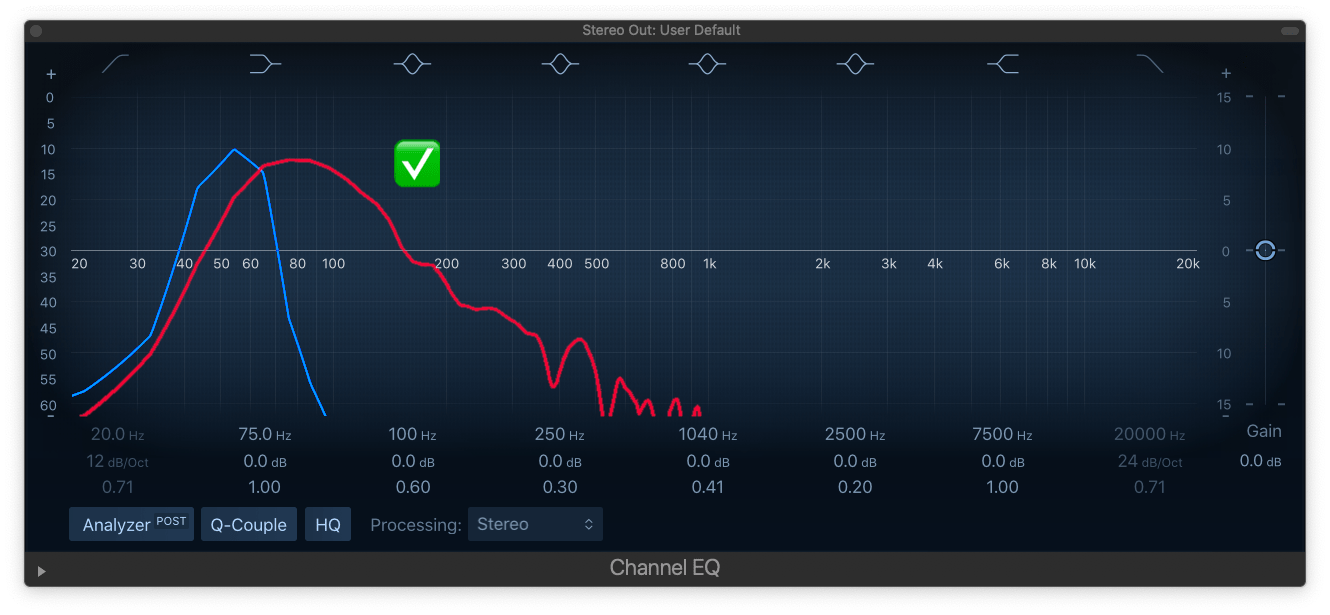 Stereo Out: User Default
+ +
0 15
5
10 10
15
20 5
25
30 0
20 30 40 50 60 80 100 200 300 400 500 800 1k 2k 3k 4k 6k 8k 10k 20k
35
40 5
45
50 10
55
60 15
- -
20.0 Hz 75.0 Hz 100 Hz 250 Hz 1040 Hz 2500 Hz 7500 Hz 20000 Hz Gain
12 dB/Oct 0.0 dB 0.0 dB 0.0 dB 0.0 dB 0.0 dB 0.0 dB 24 dB/Oct 0.0 dB
0.71 1.00 0.60 0.30 0.41 0.20 1.00 0.71
Analyzer POST Q-Couple HQ Processing: Stereo
Channel EQ